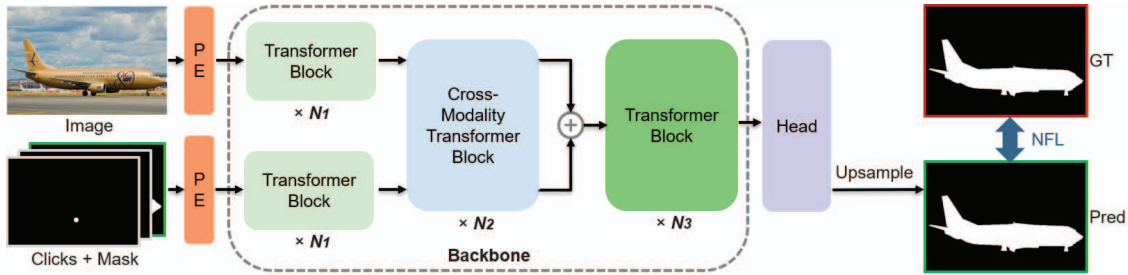 Image
Clicks + Mask
P
E
P
E
Transformer
Block
× N1
Transformer
Block
× N1
Cross-
Modality
Transformer
Block
× N2
Transformer
Block
× N3
Backbone
Head
Upsample
GT
NFL
Pred